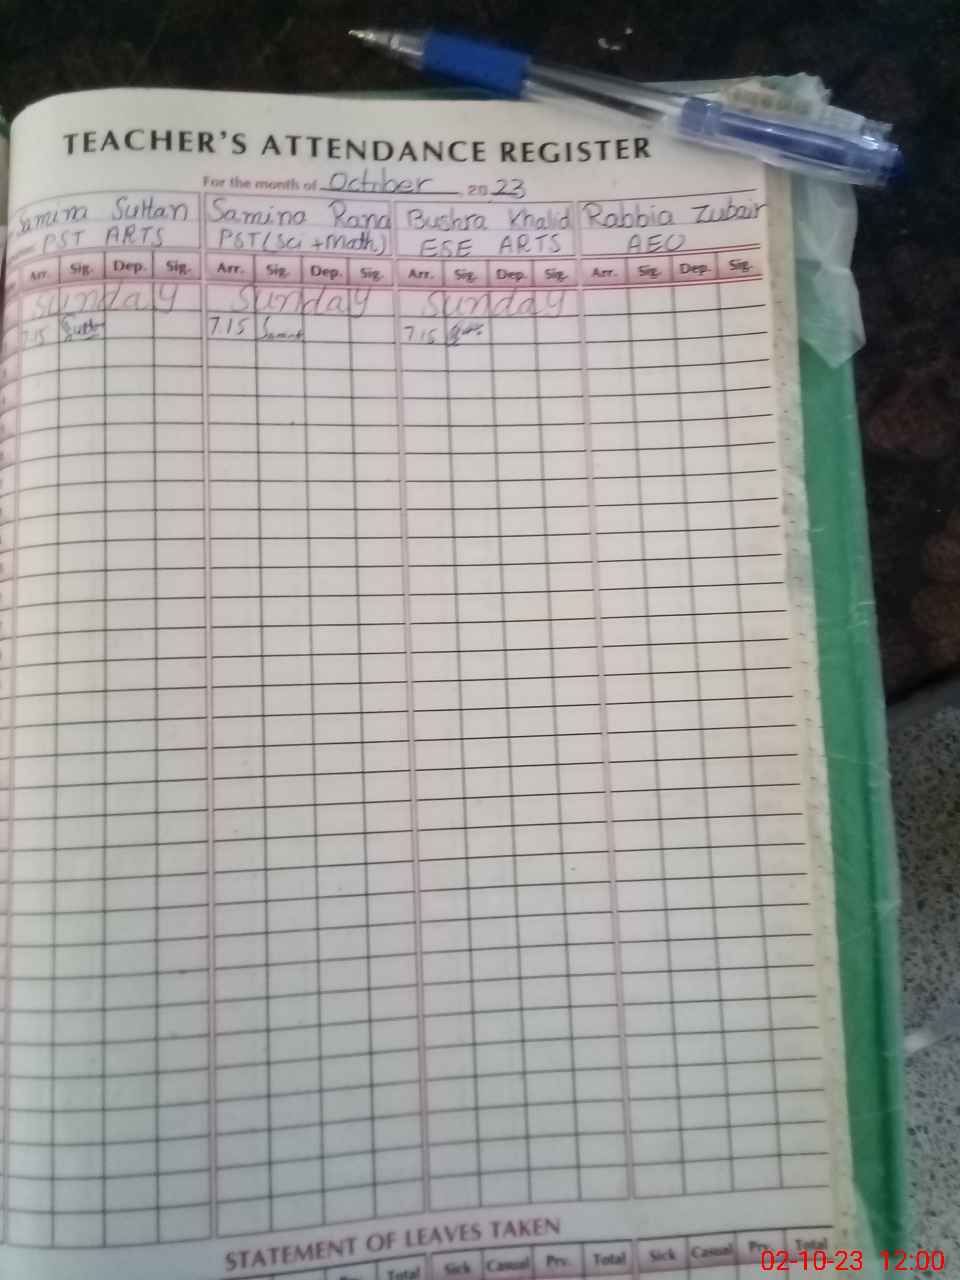 TEACHER'S ATTENDANCE REGISTER
For the month of October 2023
Samina Sultan Samina Rana Bushra Khalid Rabbia Zubair
PST ARTS PST (Sci + Math) ESE ARTS AEO
Arr. Sig. Dep. Sig. Arr. Sig. Dep. Sig. Arr. Sig. Dep. Sig. Arr. Sig. Dep. Sig.
Sunday Sunday Sunday
7.15 7.15 7.15
STATEMENT OF LEAVES TAKEN
Prv. Total Sick Casual Prv. Total Sick Casual Prv. Total
02-10-23 12:00